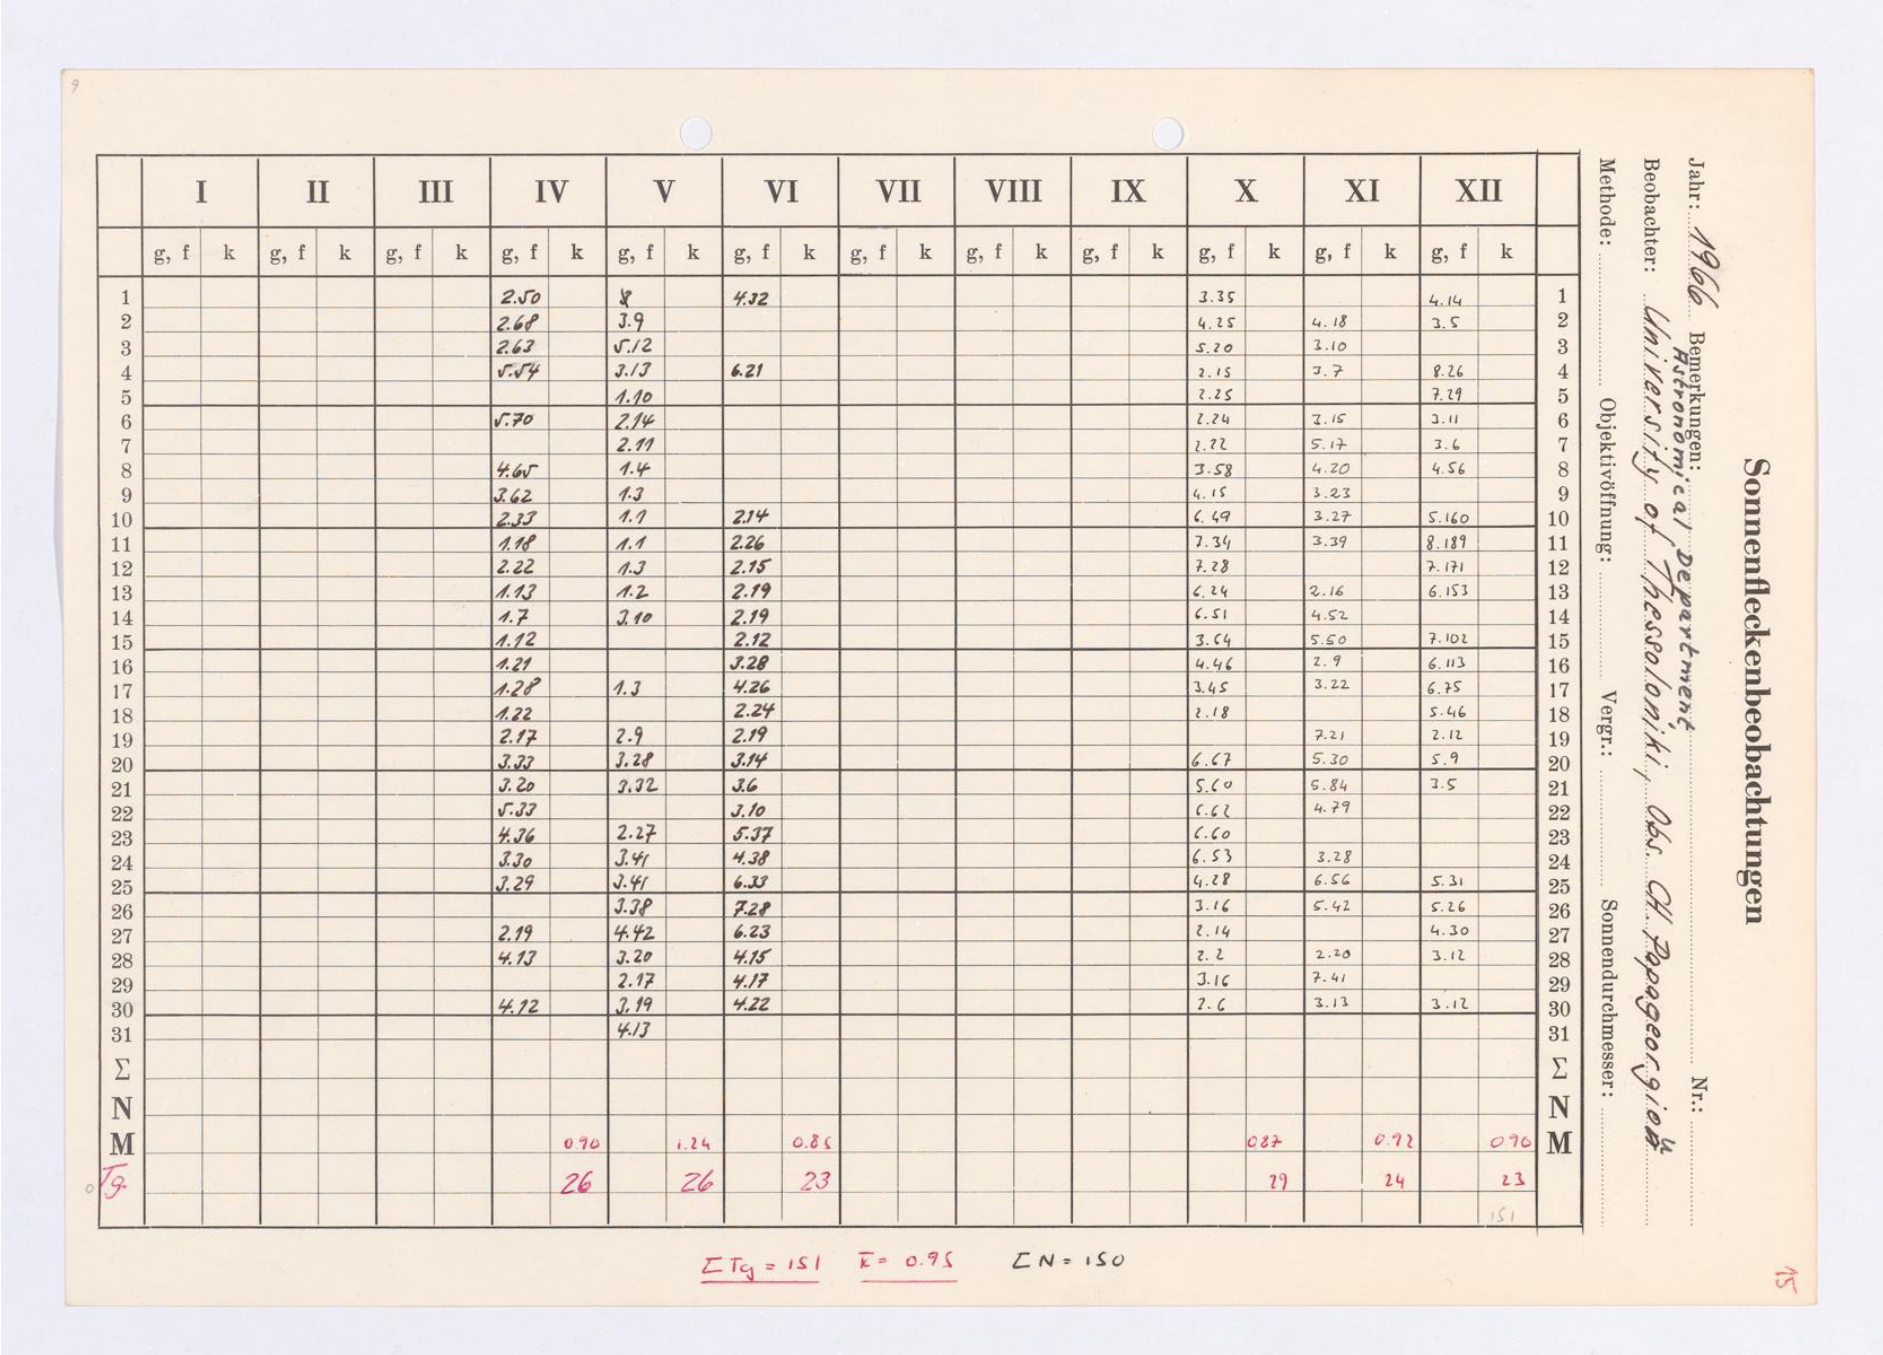 9
I II III IV V VI VII VIII IX X XI XII
g, f k g, f k g, f k g, f k g, f k g, f k g, f k g, f k g, f k g, f k g, f k g, f k
1 2.50 4.32 3.35 4.14 1
2 2.68 3.9 4.25 4.18 3.5 2
3 2.63 5.12 5.20 3.10 3
4 5.54 3.13 6.21 2.15 3.7 8.26 4
5 1.10 2.25 7.29 5
6 5.70 2.14 2.24 3.15 3.11 6
7 2.11 2.22 5.17 3.6 7
8 4.65 1.4 3.58 4.20 4.56 8
9 3.62 1.3 4.15 3.23 9
10 2.33 1.1 2.14 6.49 3.27 5.160 10
11 1.18 1.1 2.26 7.34 3.39 8.189 11
12 2.22 1.3 2.15 7.28 7.171 12
13 1.13 1.2 2.19 6.24 2.16 6.153 13
14 1.7 3.10 2.19 6.51 4.52 14
15 1.12 2.12 3.64 5.50 7.102 15
16 1.21 3.28 4.46 2.9 6.113 16
17 1.28 1.3 4.26 3.45 3.22 6.75 17
18 1.22 2.24 2.18 5.46 18
19 2.17 2.9 2.19 7.21 2.12 19
20 3.33 3.28 3.14 6.67 5.30 5.9 20
21 3.20 3.32 3.6 5.60 5.84 3.5 21
22 5.33 3.10 6.62 4.79 22
23 4.36 2.27 5.37 6.60 23
24 3.30 3.41 4.38 6.53 3.28 24
25 3.29 3.41 6.33 4.28 6.56 5.31 25
26 3.38 7.28 3.16 5.42 5.26 26
27 2.19 4.42 6.23 2.14 4.30 27
28 4.13 3.20 4.15 2.2 2.20 3.12 28
29 2.17 4.17 3.16 7.41 29
30 4.12 3.19 4.22 2.6 3.13 3.12 30
31 4.13 31
Σ Σ
N N
M 0.90 1.24 0.85 0.87 0.92 0.90 M
Tg. 26 26 23 29 24 23
151
ΣTg = 151 k̅ = 0.95 ΣN = 150
Sonnenfleckenbeobachtungen
Jahr: 1966 Bemerkungen: Nr.:
Astronomical Department
Beobachter: University of Thessaloniki, Obs. CH. Papageorgiou
Methode: Objektivöffnung: Vergr.: Sonnendurchmesser:
15